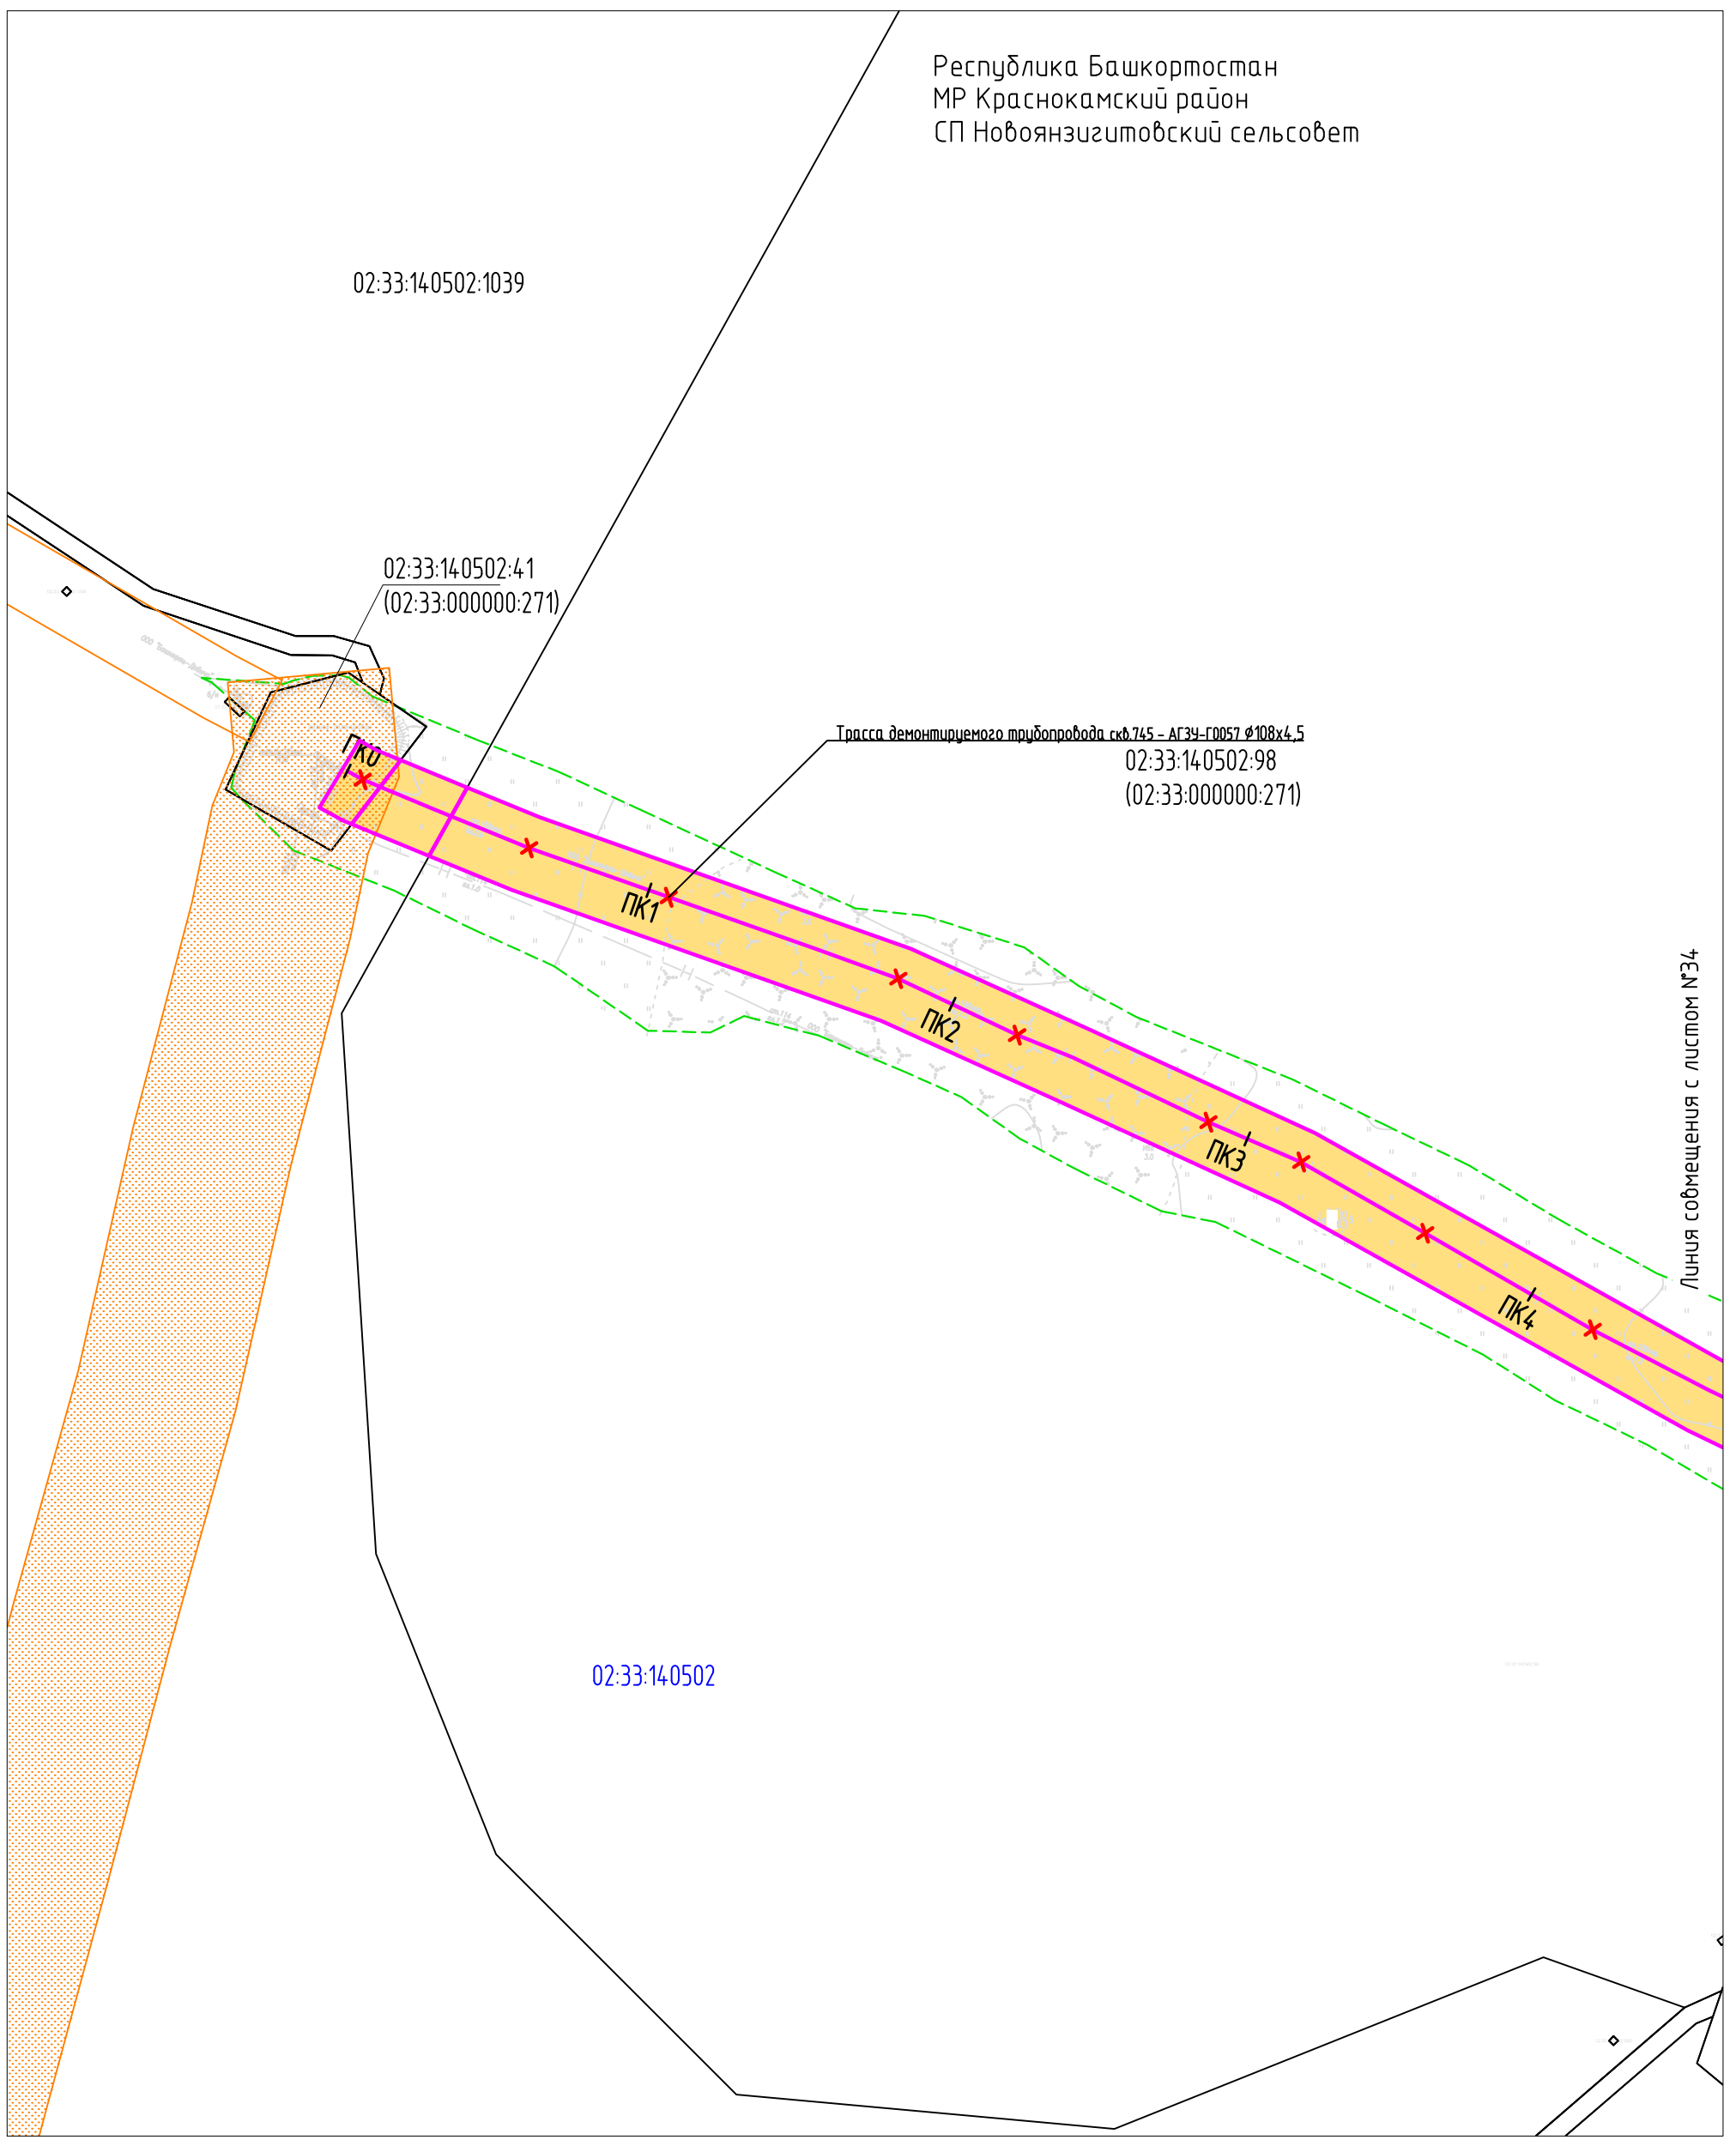 Республика Башкортостан
МР Краснокамский район
СП Новоянзигитовский сельсовет
02:33:140502:1039
02:33:140502:41
(02:33:000000:271)
Трасса демонтируемого трубопровода скв.745 - АГЗУ-Г0057 Ø108х4,5
02:33:140502:98
(02:33:000000:271)
ПК0
ПК1
ПК2
ПК3
ПК4
Линия совмещения с листом №34
02:33:140502